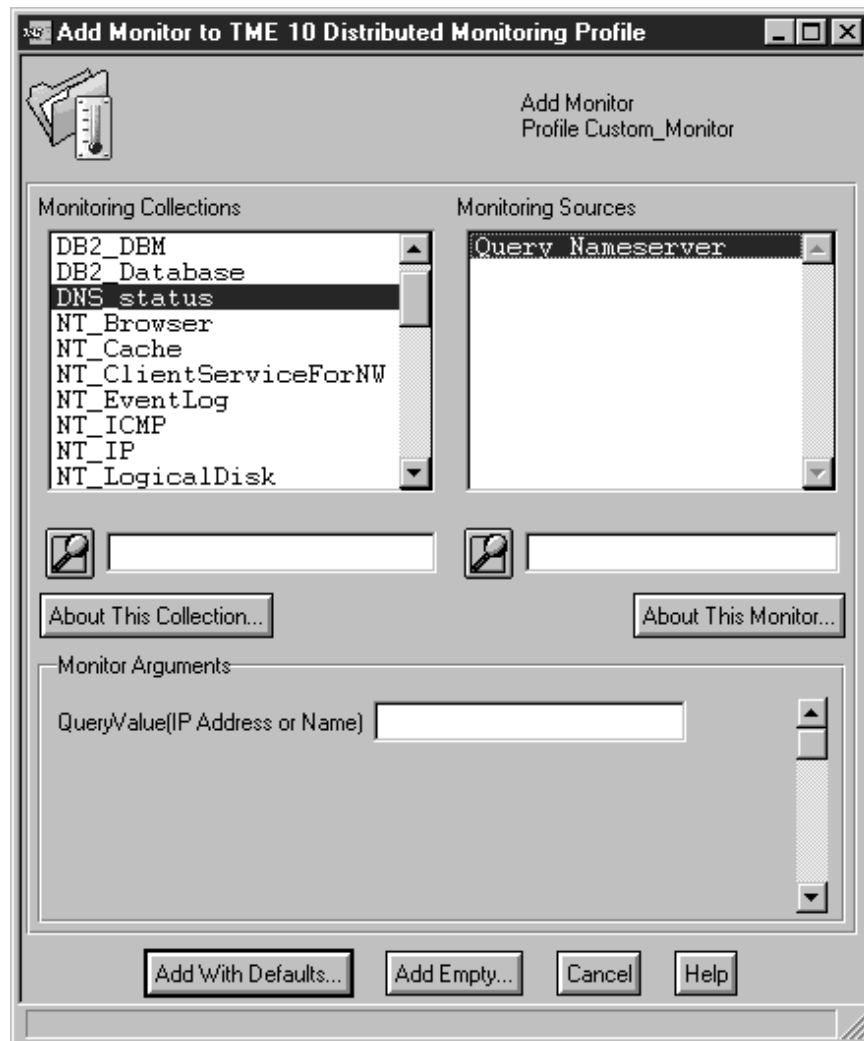 Add Monitor to TME 10 Distributed Monitoring Profile
Add Monitor
Profile Custom_Monitor
Monitoring Collections
Monitoring Sources
DB2_DBM
DB2_Database
DNS_status
NT_Browser
NT_Cache
NT_ClientServiceForNW
NT_EventLog
NT_ICMP
NT_IP
NT_LogicalDisk
Query Nameserver
About This Collection...
About This Monitor...
Monitor Arguments
QueryValue(IP Address or Name)
Add With Defaults...
Add Empty...
Cancel
Help